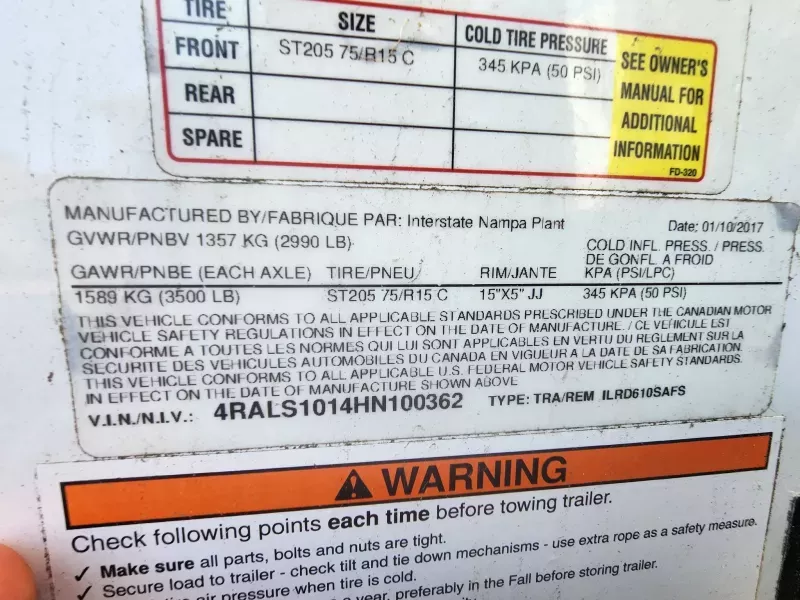 TIRE SIZE COLD TIRE PRESSURE
FRONT ST205 75/R15 C 345 KPA (50 PSI)
REAR
SPARE
SEE OWNER'S
MANUAL FOR
ADDITIONAL
INFORMATION
FD-320
MANUFACTURED BY/FABRIQUE PAR: Interstate Nampa Plant Date: 01/10/2017
GVWR/PNBV 1357 KG (2990 LB)
COLD INFL. PRESS. / PRESS.
DE GONFL. A FROID
GAWR/PNBE (EACH AXLE) TIRE/PNEU RIM/JANTE KPA (PSI/LPC)
1589 KG (3500 LB) ST205 75/R15 C 15"X5" JJ 345 KPA (50 PSI)
THIS VEHICLE CONFORMS TO ALL APPLICABLE STANDARDS PRESCRIBED UNDER THE CANADIAN MOTOR
VEHICLE SAFETY REGULATIONS IN EFFECT ON THE DATE OF MANUFACTURE. / CE VEHICULE EST
CONFORME A TOUTES LES NORMES QUI LUI SONT APPLICABLES EN VERTU DU REGLEMENT SUR LA
SECURITE DES VEHICULES AUTOMOBILES DU CANADA EN VIGUEUR A LA DATE DE SA FABRICATION.
THIS VEHICLE CONFORMS TO ALL APPLICABLE U.S. FEDERAL MOTOR VEHICLE SAFETY STANDARDS.
IN EFFECT ON THE DATE OF MANUFACTURE SHOWN ABOVE
V.I.N./N.I.V.: 4RALS1014HN100362 TYPE: TRA/REM ILRD610SAFS
WARNING
Check following points each time before towing trailer.
✓ Make sure all parts, bolts and nuts are tight.
✓ Secure load to trailer - check tilt and tie down mechanisms - use extra rope as a safety measure.
air pressure when tire is cold.
a year, preferably in the Fall before storing trailer.